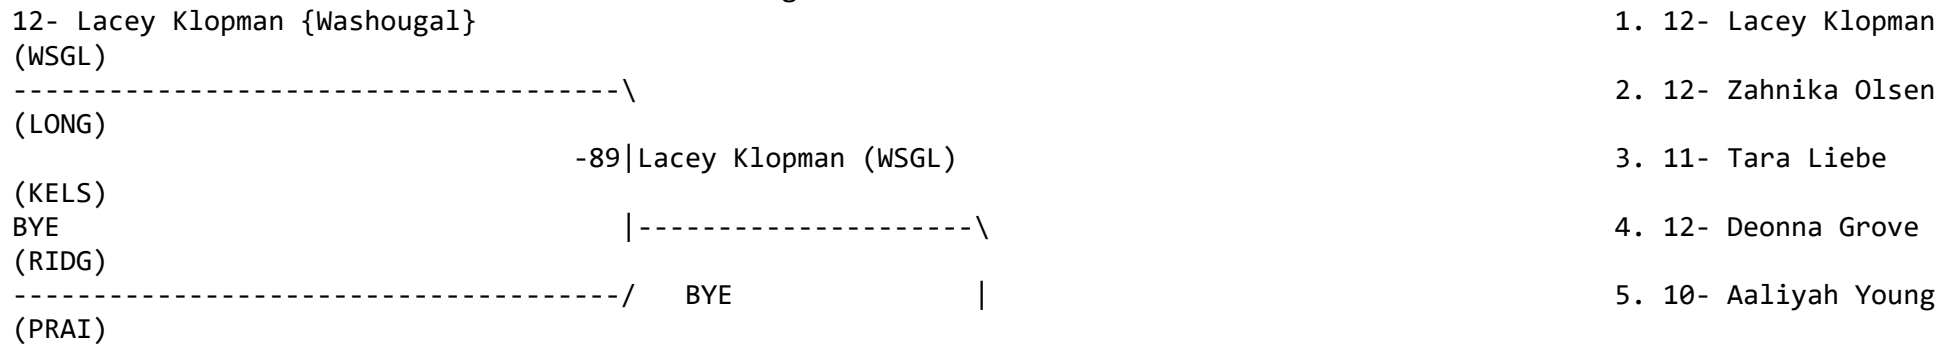 12- Lacey Klopman {Washougal}                                                                        1. 12- Lacey Klopman
(WSGL)
--------------------------------------\                                                              2. 12- Zahnika Olsen
(LONG)
                                   -89|Lacey Klopman (WSGL)                                          3. 11- Tara Liebe
(KELS)
BYE                                   |---------------------\                                        4. 12- Deonna Grove
(RIDG)
--------------------------------------/   BYE               |                                        5. 10- Aaliyah Young
(PRAI)